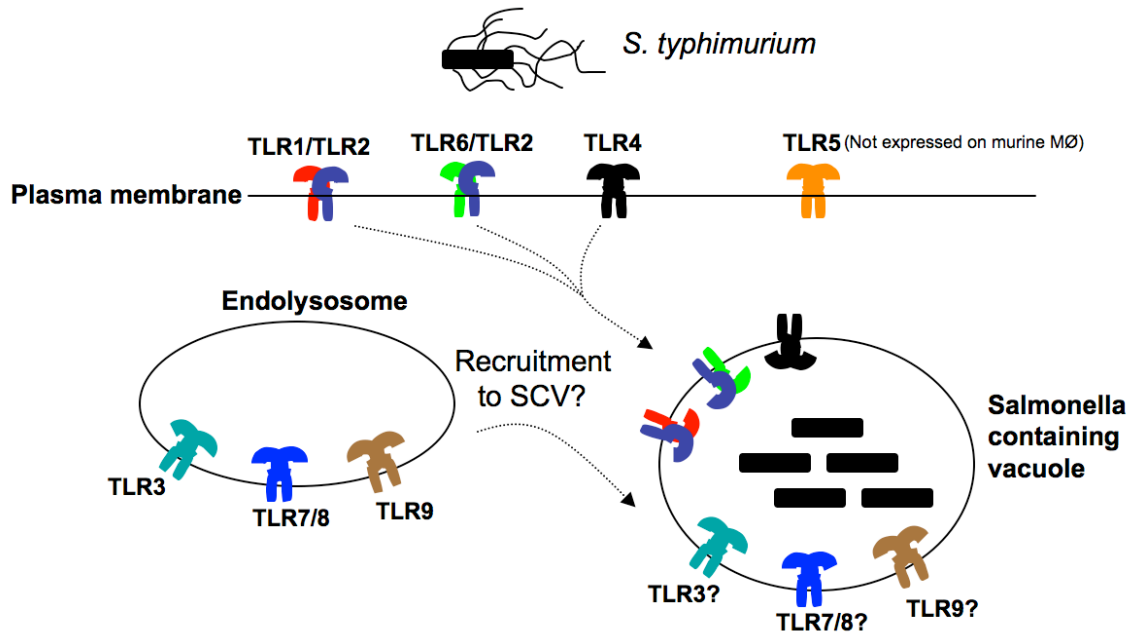 S. typhimurium
TLR1/TLR2
TLR6/TLR2
TLR4
TLR5 (Not expressed on murine MØ)
Plasma membrane
Endolysosome
Recruitment
to SCV?
Salmonella
containing
vacuole
TLR3
TLR7/8
TLR9
TLR3?
TLR7/8?
TLR9?